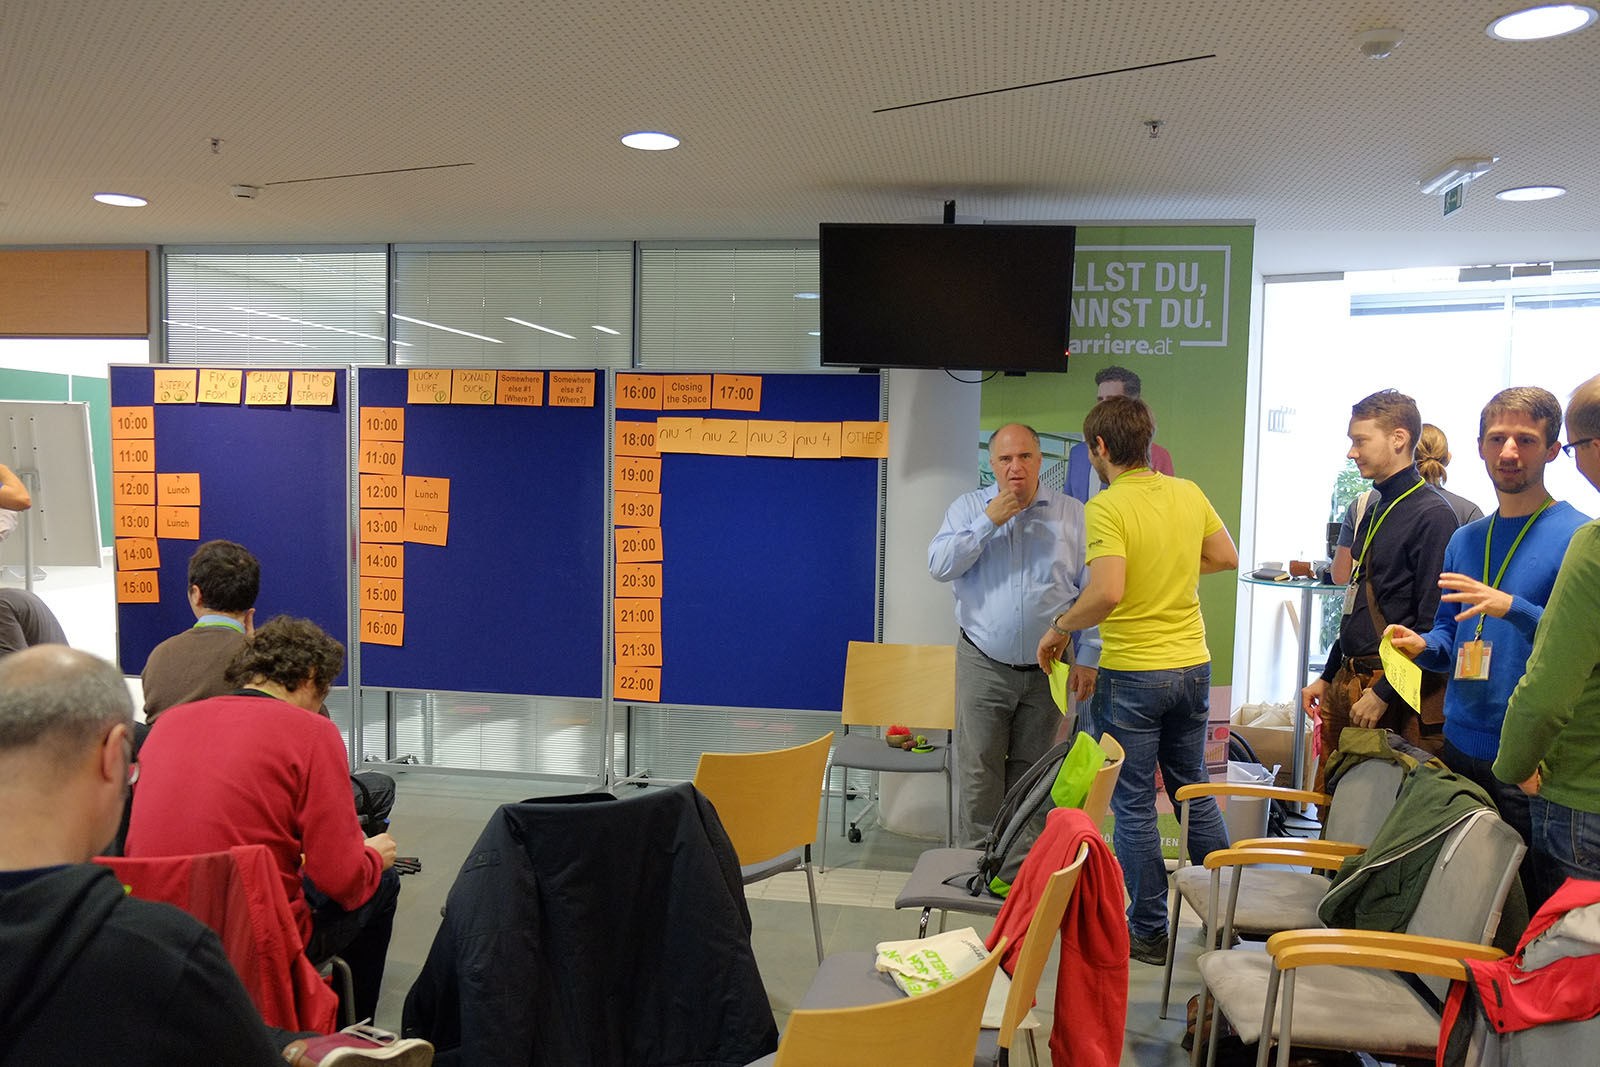 ASTERIX
FIX
&
FOXI
CALVIN
&
HOBBES
TIM
&
STRUPPI
10:00
11:00
12:00
Lunch
13:00
Lunch
14:00
15:00
LUCKY
LUKE
DONALD
DUCK
Somewhere
else #1
[Where?]
Somewhere
else #2
[Where?]
10:00
11:00
12:00
Lunch
13:00
Lunch
14:00
15:00
16:00
16:00
Closing
the Space
17:00
18:00
NIU 1
NIU 2
NIU 3
NIU 4
OTHER
19:00
19:30
20:00
20:30
21:00
21:30
22:00
LLST DU,
NNST DU.
arriere.at